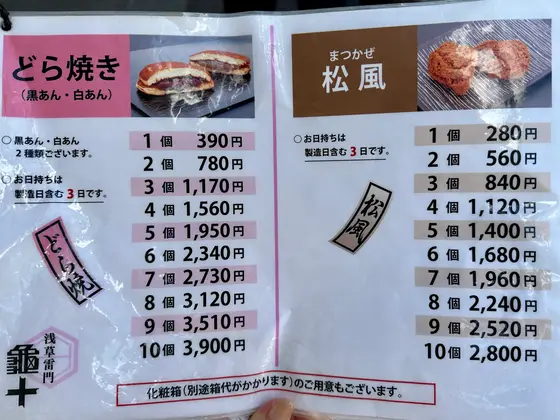 どら焼き
（黒あん・白あん）
○ 黒あん・白あん
2種類ございます。
○ お日持ちは
製造日含む 3日です。
1 個 390円
2 個 780円
3 個 1,170円
4 個 1,560円
5 個 1,950円
6 個 2,340円
7 個 2,730円
8 個 3,120円
9 個 3,510円
10 個 3,900円
どら焼
浅草雷門
龜十
まつかぜ
松風
○ お日持ちは
製造日含む 3日です。
1 個 280円
2 個 560円
3 個 840円
4 個 1,120円
5 個 1,400円
6 個 1,680円
7 個 1,960円
8 個 2,240円
9 個 2,520円
10 個 2,800円
松風
化粧箱（別途箱代がかかります）のご用意もございます。